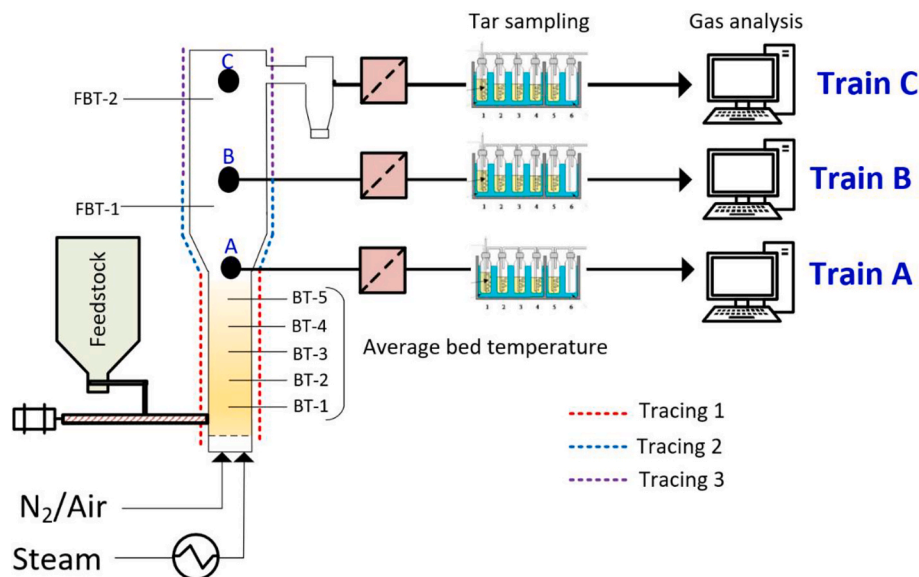 Tar sampling
Gas analysis
C
FBT-2
1 2 3 4 5 6
Train C
B
FBT-1
1 2 3 4 5 6
Train B
A
1 2 3 4 5 6
Train A
Feedstock
BT-5
BT-4
BT-3
BT-2
BT-1
Average bed temperature
Tracing 1
Tracing 2
Tracing 3
N₂/Air
Steam